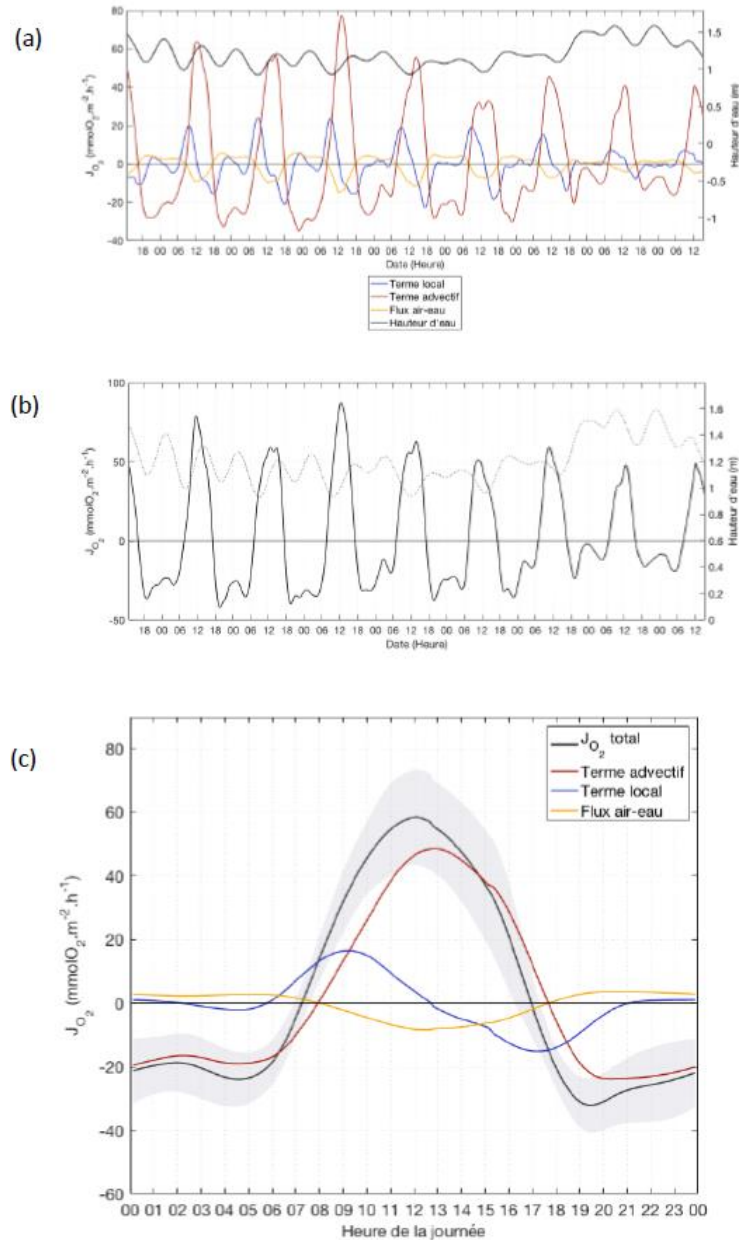 (a)
80
60
40
20
0
-20
-40
J_O₂ (mmolO₂.m⁻².h⁻¹)
1.5
1
0.5
0
-0.5
-1
Hauteur d'eau (m)
18 00 06 12 18 00 06 12 18 00 06 12 18 00 06 12 18 00 06 12 18 00 06 12 18 00 06 12 18 00 06 12 18 00 06 12
Date (Heure)
Terme local
Terme advectif
Flux air-eau
Hauteur d'eau
(b)
100
50
0
-50
J_O₂ (mmolO₂.m⁻².h⁻¹)
1.6
1.4
1.2
1
0.8
0.6
0.4
0.2
0
Hauteur d'eau (m)
18 00 06 12 18 00 06 12 18 00 06 12 18 00 06 12 18 00 06 12 18 00 06 12 18 00 06 12 18 00 06 12 18 00 06 12
Date (Heure)
(c)
80
60
40
20
0
-20
-40
-60
J_O₂ (mmolO₂.m⁻².h⁻¹)
J_O₂ total
Terme advectif
Terme local
Flux air-eau
00 01 02 03 04 05 06 07 08 09 10 11 12 13 14 15 16 17 18 19 20 21 22 23 00
Heure de la journée